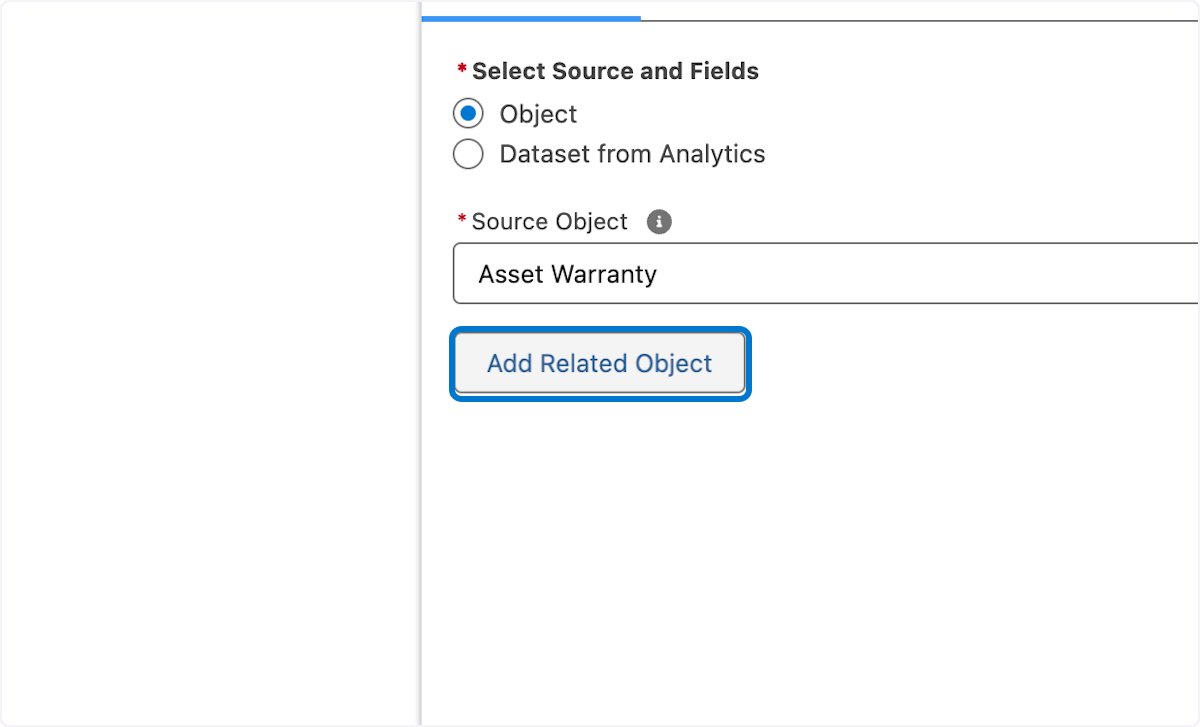 * Select Source and Fields
Object
Dataset from Analytics
* Source Object
Asset Warranty
Add Related Object